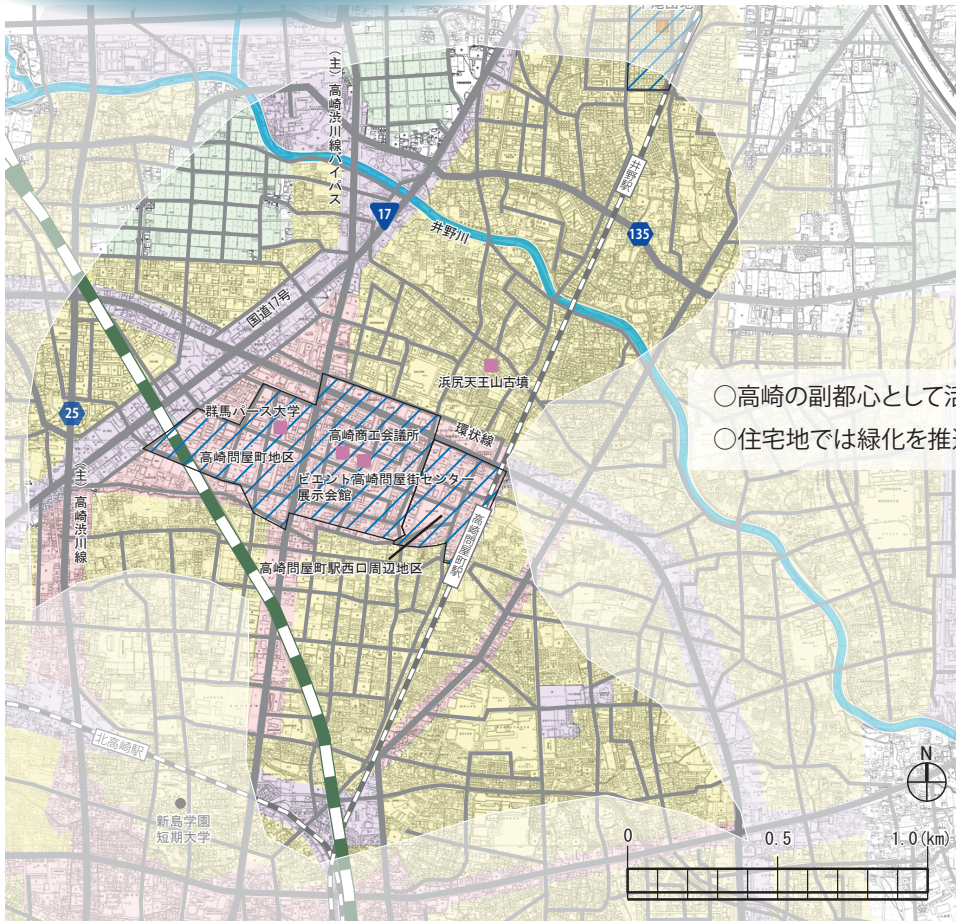 (主)高崎渋川線バイパス
井野駅
17
井野川
135
国道17号
浜尻天王山古墳
○高崎の副都心として活
○住宅地では緑化を推進
25
群馬パース大学
高崎商工会議所
環状線
高崎問屋町地区
ビエント高崎問屋街センター
展示会館
(主)高崎渋川線
高崎問屋町駅
高崎問屋町駅西口周辺地区
北高崎駅
新島学園
短期大学
N
0 0.5 1.0(km)